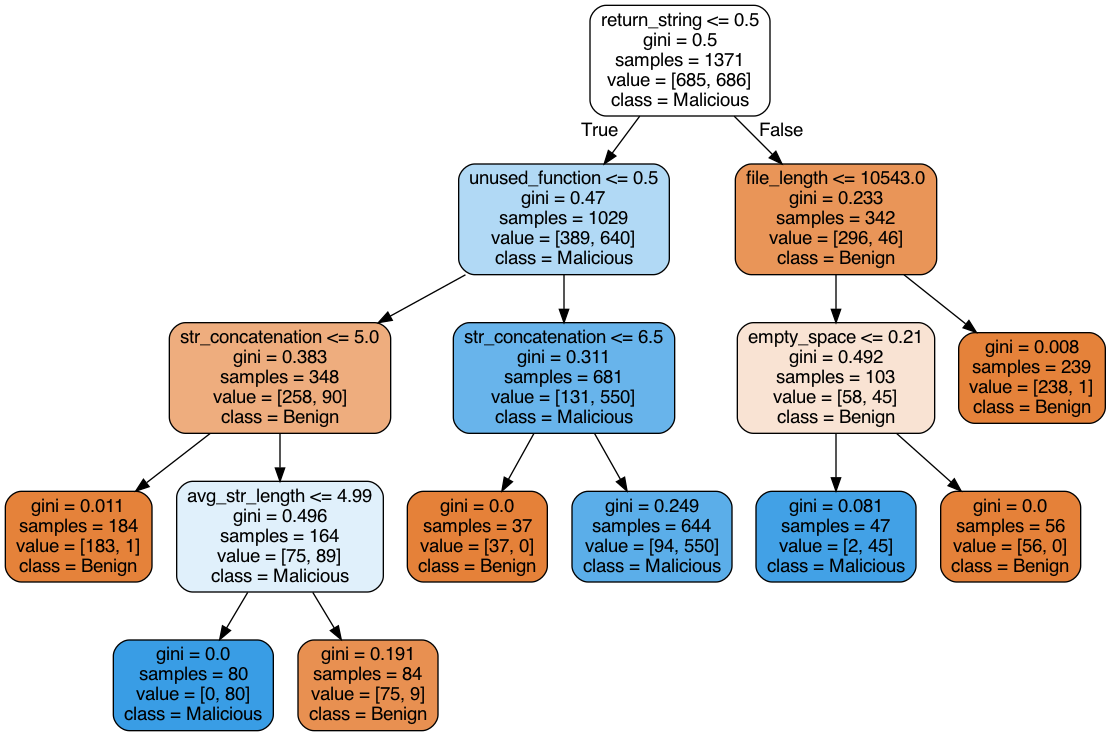 return_string <= 0.5
gini = 0.5
samples = 1371
value = [685, 686]
class = Malicious
True
False
unused_function <= 0.5
gini = 0.47
samples = 1029
value = [389, 640]
class = Malicious
file_length <= 10543.0
gini = 0.233
samples = 342
value = [296, 46]
class = Benign
str_concatenation <= 5.0
gini = 0.383
samples = 348
value = [258, 90]
class = Benign
str_concatenation <= 6.5
gini = 0.311
samples = 681
value = [131, 550]
class = Malicious
empty_space <= 0.21
gini = 0.492
samples = 103
value = [58, 45]
class = Benign
gini = 0.008
samples = 239
value = [238, 1]
class = Benign
gini = 0.011
samples = 184
value = [183, 1]
class = Benign
avg_str_length <= 4.99
gini = 0.496
samples = 164
value = [75, 89]
class = Malicious
gini = 0.0
samples = 37
value = [37, 0]
class = Benign
gini = 0.249
samples = 644
value = [94, 550]
class = Malicious
gini = 0.081
samples = 47
value = [2, 45]
class = Malicious
gini = 0.0
samples = 56
value = [56, 0]
class = Benign
gini = 0.0
samples = 80
value = [0, 80]
class = Malicious
gini = 0.191
samples = 84
value = [75, 9]
class = Benign